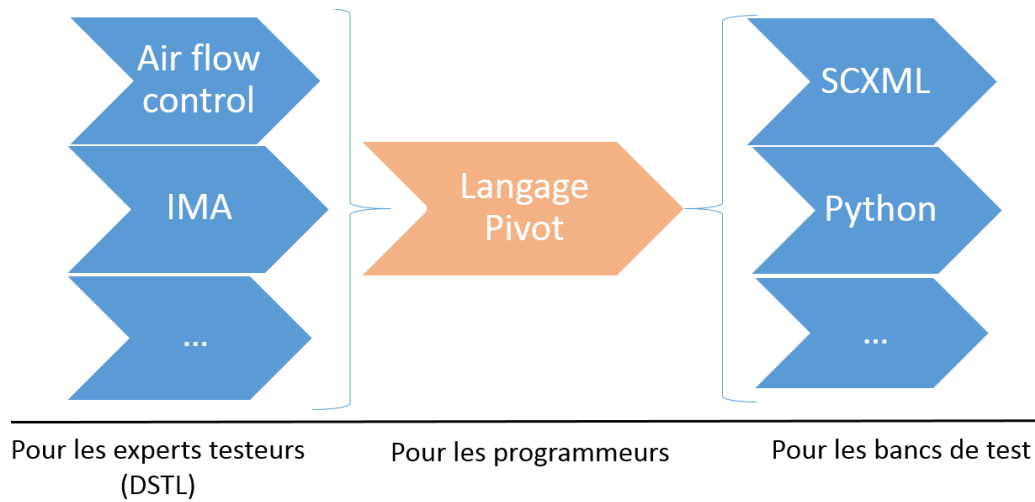 Air flow
control
IMA
...
Langage
Pivot
SCXML
Python
...
Pour les experts testeurs
(DSTL)
Pour les programmeurs
Pour les bancs de test